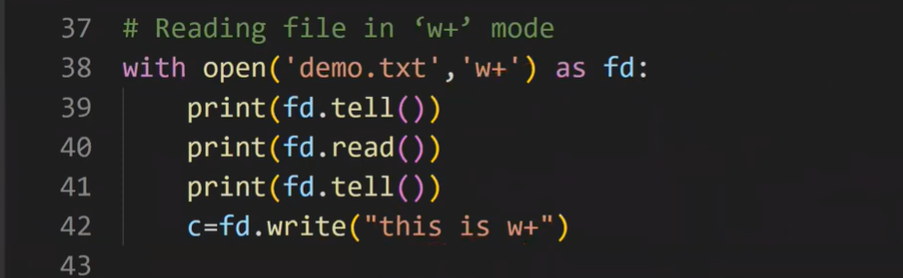 37 # Reading file in ‘w+’ mode
38 with open('demo.txt','w+') as fd:
39     print(fd.tell())
40     print(fd.read())
41     print(fd.tell())
42     c=fd.write("this is w+")
43